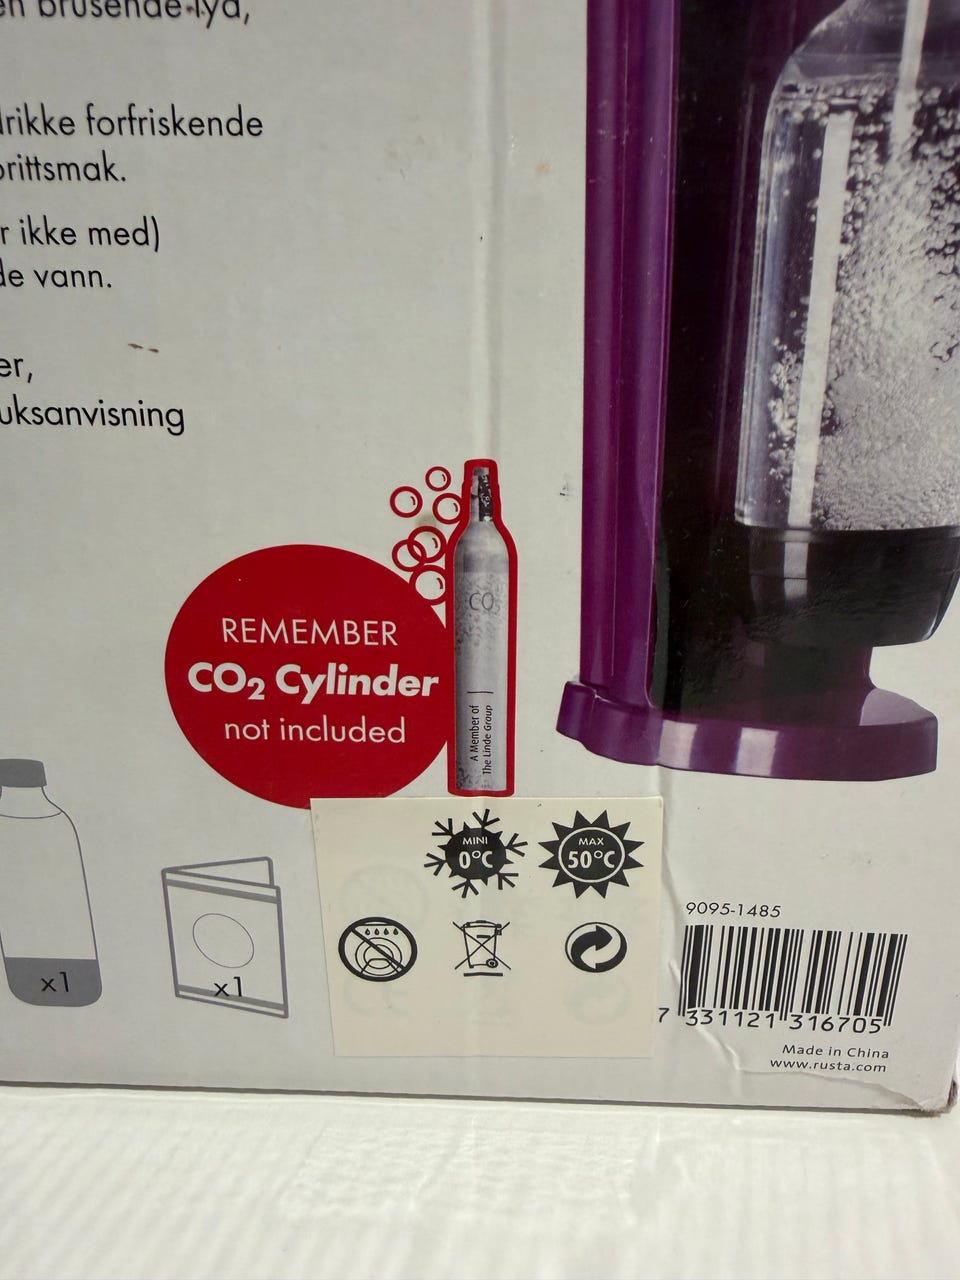 en brusende lyd,
drikke forfriskende
orittsmak.
r ikke med)
de vann.
er,
uksanvisning
REMEMBER
CO₂ Cylinder
not included
CO
A Member of
The Linde Group
MINI
0°C
MAX
50°C
x1
x1
9095-1485
7 331121 316705
Made in China
www.rusta.com